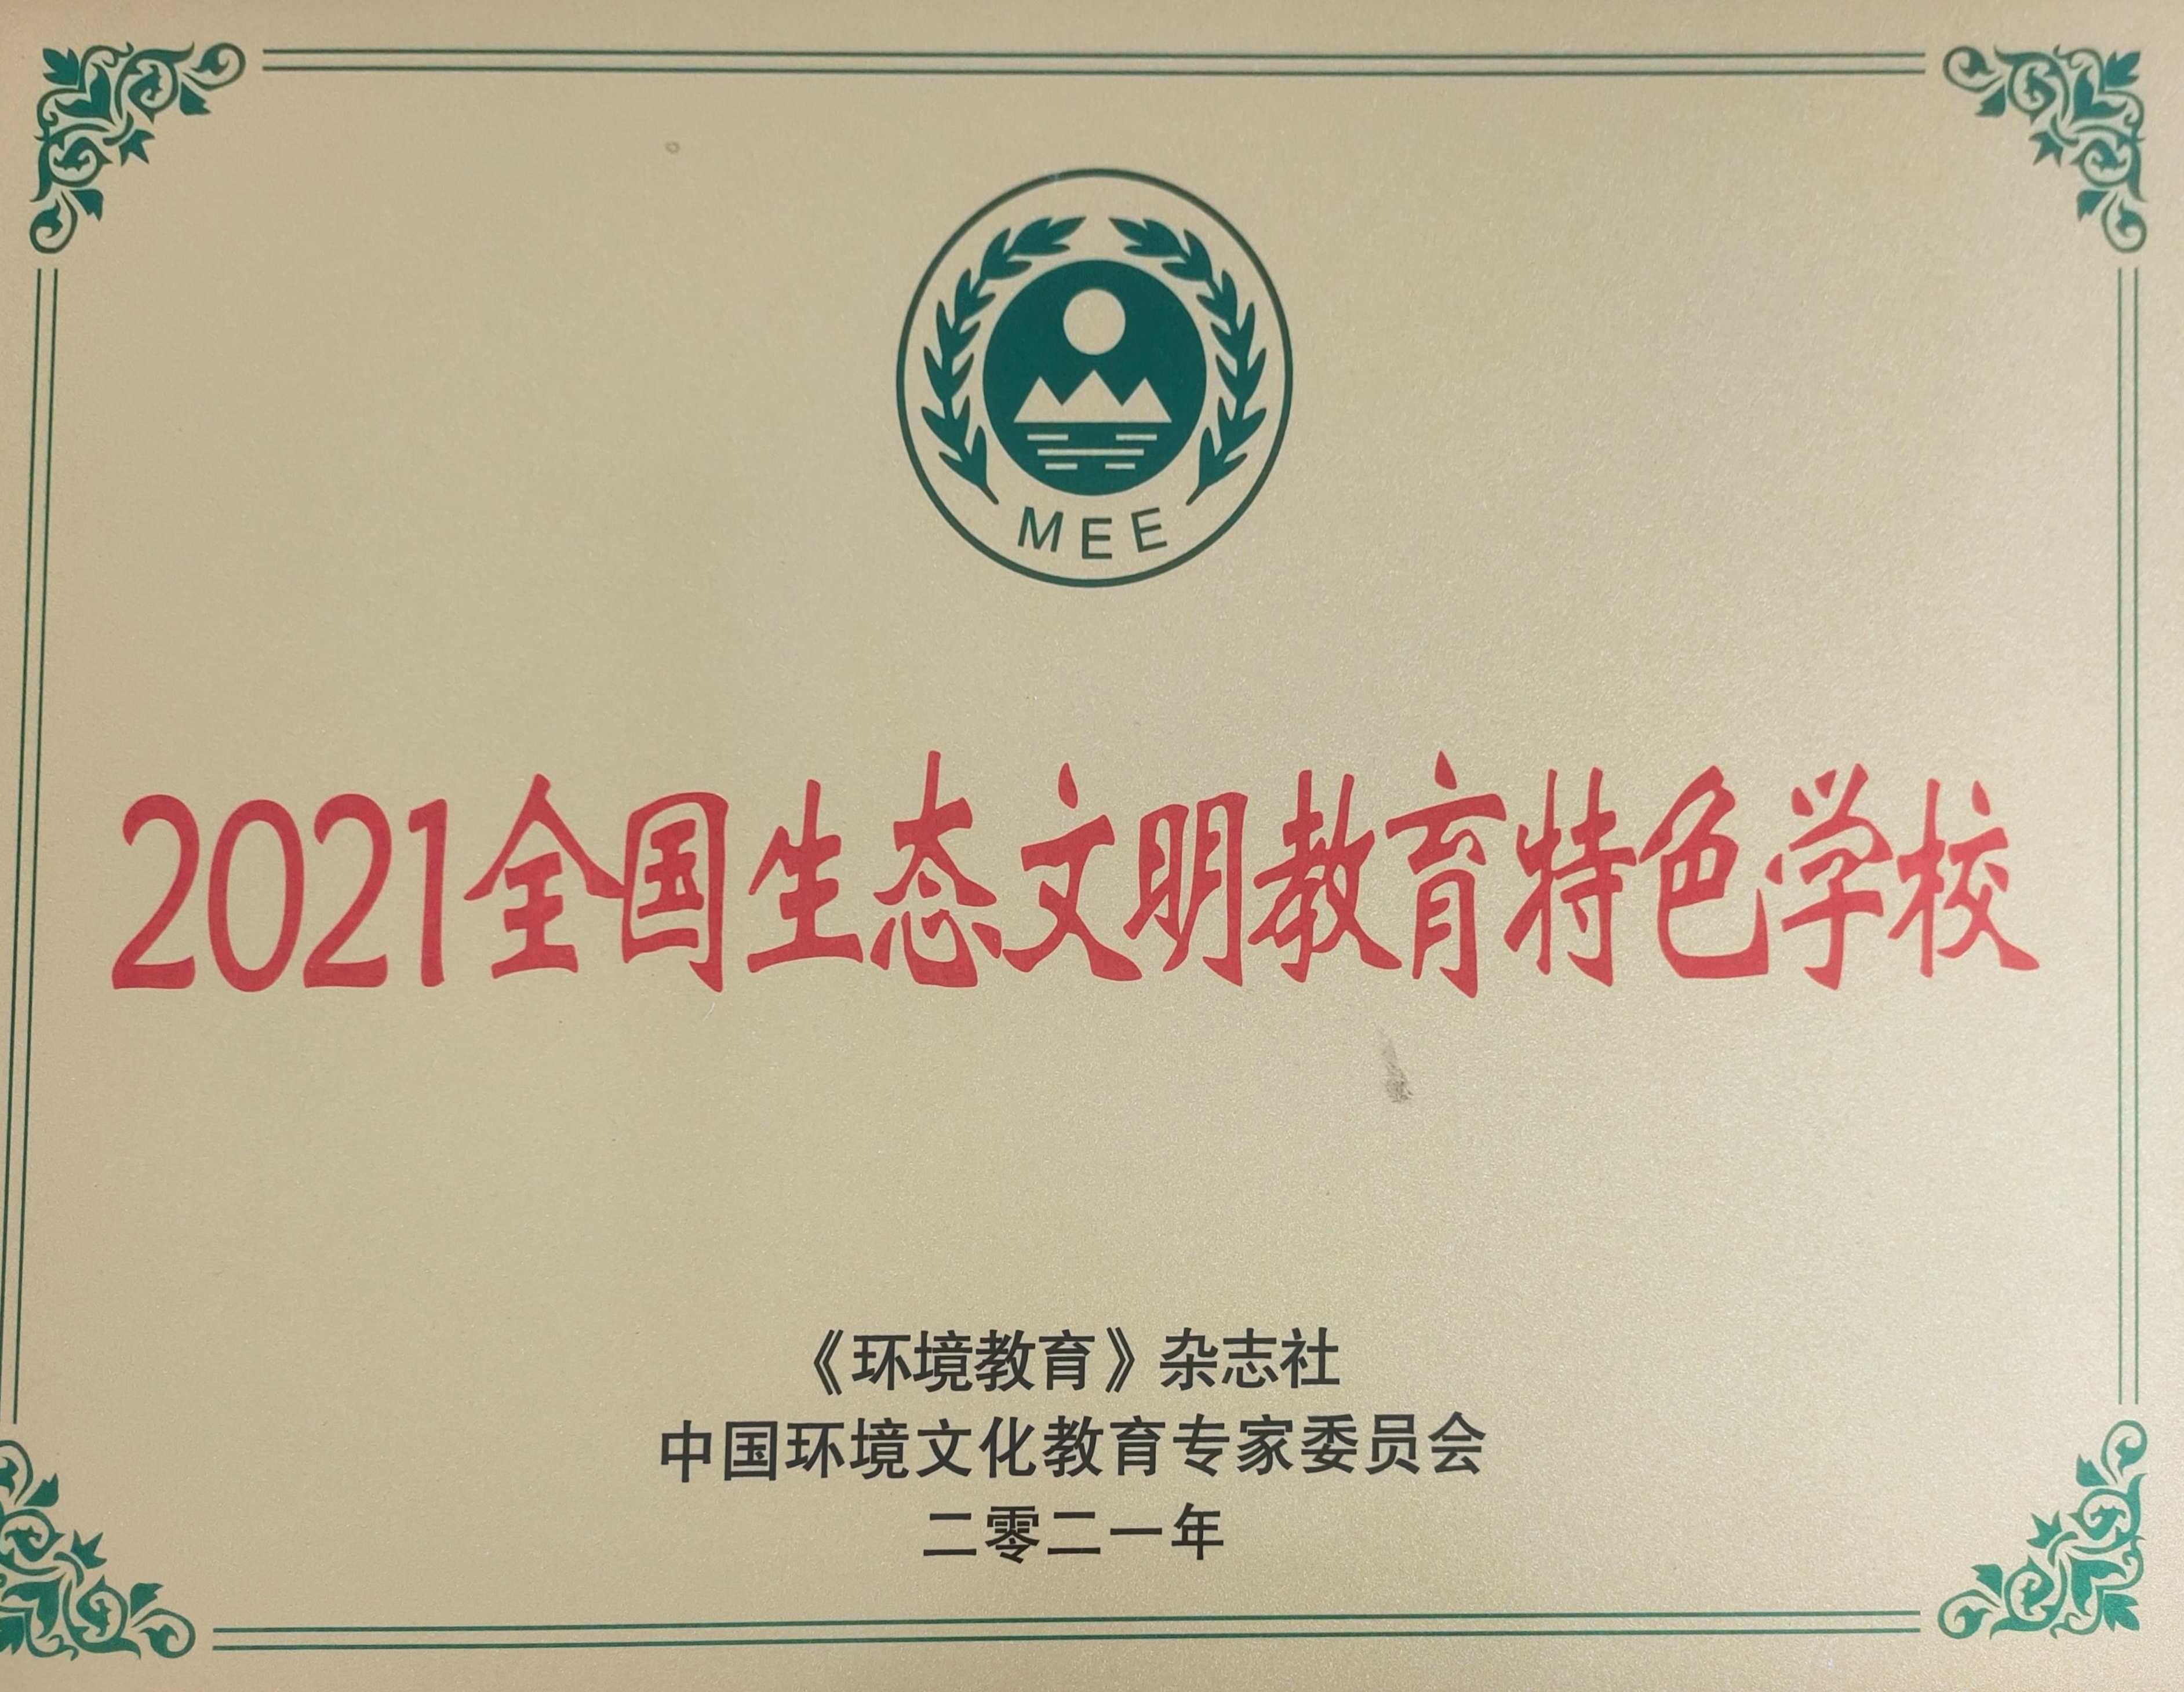 MEE
2021全国生态文明教育特色学校
《环境教育》杂志社
中国环境文化教育专家委员会
二零二一年